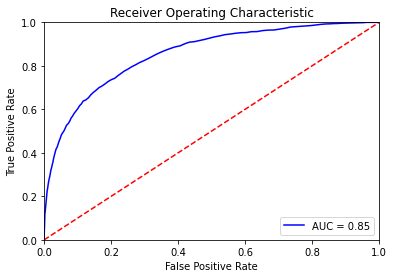 Receiver Operating Characteristic
True Positive Rate
1.0
0.8
0.6
0.4
0.2
0.0
AUC = 0.85
0.0 0.2 0.4 0.6 0.8 1.0
False Positive Rate